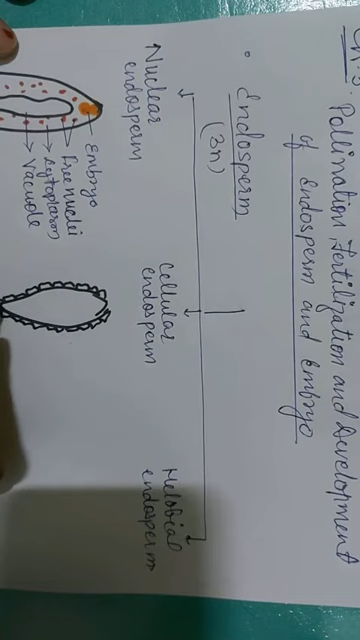 Ch:3.
Pollination Fertilization and Development
of Endosperm and Embryo
• Endosperm
(3n)
Nuclear
endosperm
Cellular
endosperm
Helobial
endosperm
Embryo
Free nuclei
Cytoplasm
Vacuole